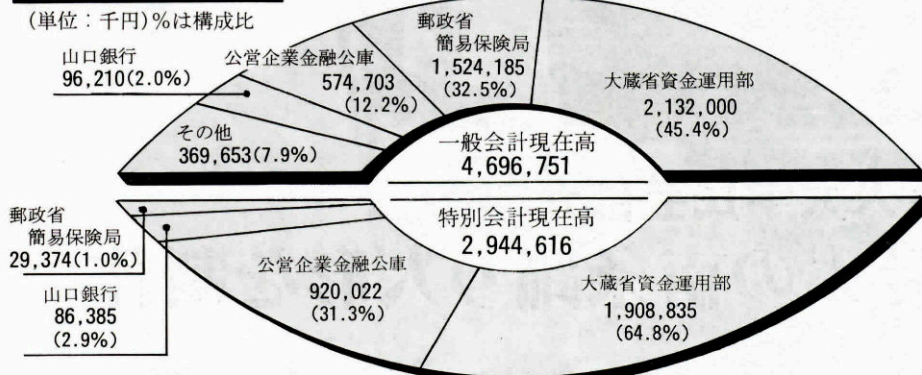 (単位：千円)%は構成比
山口銀行
96,210(2.0%)
公営企業金融公庫
574,703
(12.2%)
郵政省
簡易保険局
1,524,185
(32.5%)
大蔵省資金運用部
2,132,000
(45.4%)
その他
369,653(7.9%)
一般会計現在高
4,696,751
特別会計現在高
2,944,616
郵政省
簡易保険局
29,374(1.0%)
山口銀行
86,385
(2.9%)
公営企業金融公庫
920,022
(31.3%)
大蔵省資金運用部
1,908,835
(64.8%)